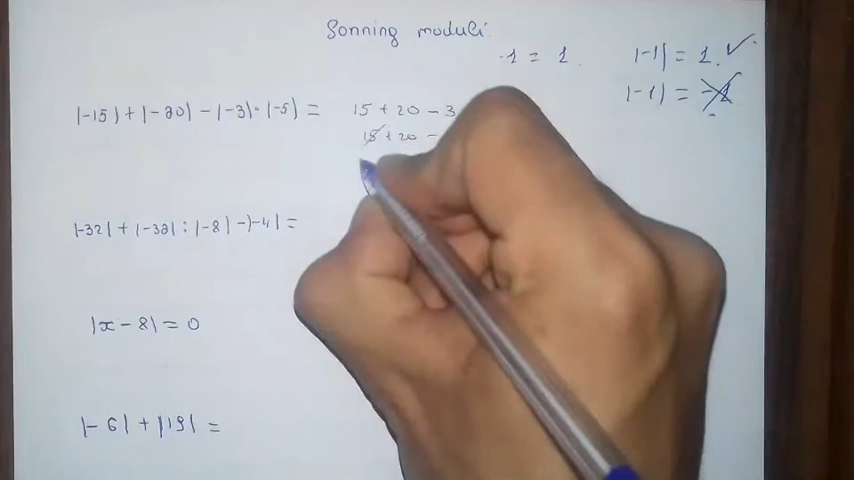 Sonning moduli.
-1 = 1. |-1| = 1. ✓
|-1| = -1
|-15| + |-20| - |-3| · |-5| = 15 + 20 - 3
15 + 20 -
|-32| + |-32| : |-8| - |-4| =
|x - 8| = 0
|-6| + |19| =